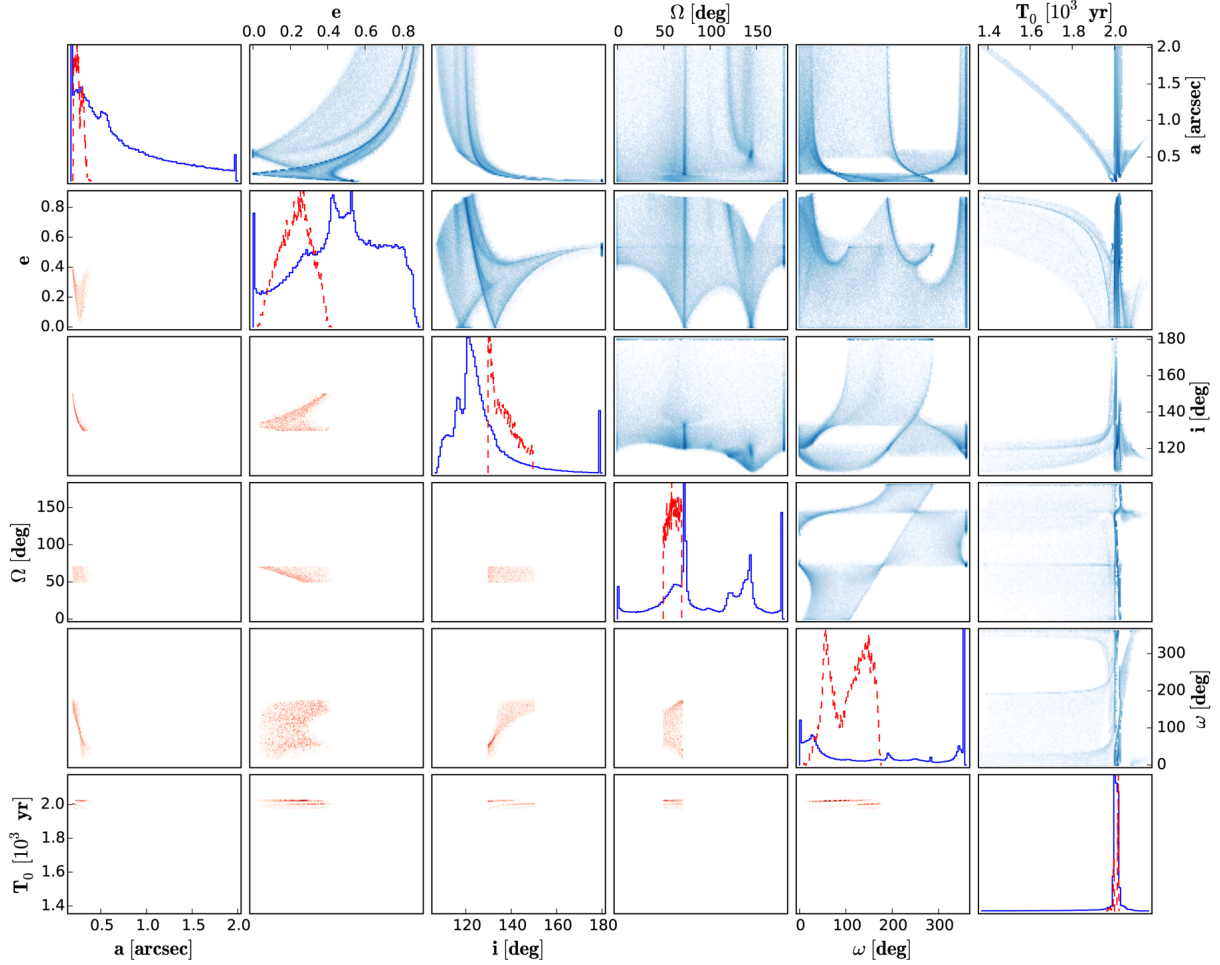 e Ω [deg] T₀ [10³ yr]
0.0 0.2 0.4 0.6 0.8 0 50 100 150 1.4 1.6 1.8 2.0
2.0
1.5
1.0
0.5
a [arcsec]
0.8
0.6
0.4
0.2
0.0
e
180
160
140
120
i [deg]
150
100
50
0
Ω [deg]
300
200
100
0
ω [deg]
2.0
1.8
1.6
1.4
T₀ [10³ yr]
0.5 1.0 1.5 2.0 120 140 160 180 0 100 200 300
a [arcsec] i [deg] ω [deg]